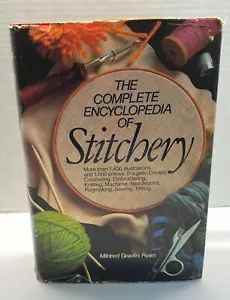 THE
COMPLETE
ENCYCLOPEDIA
OF
Stitchery
More than 1,400 illustrations
and 1,000 entries: Bargello, Crewel,
Crocheting, Embroidering,
Knitting, Macramé, Needlepoint,
Rugmaking, Sewing, Tatting.
Mildred Graves Ryan